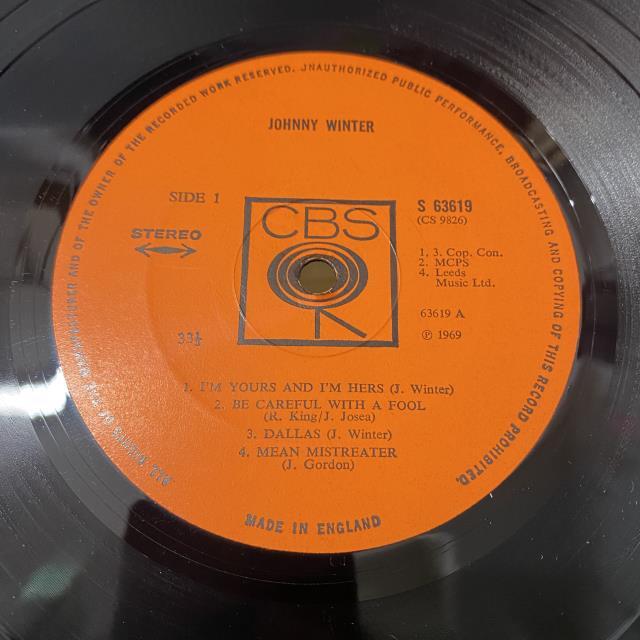 ALL RIGHTS OF THE MANUFACTURER AND OF THE OWNER OF THE RECORDED WORK RESERVED. UNAUTHORIZED PUBLIC PERFORMANCE, BROADCASTING AND COPYING OF THIS RECORD PROHIBITED.
JOHNNY WINTER
SIDE 1
STEREO
33⅓
CBS
S 63619
(CS 9826)
1, 3. Cop. Con.
2. MCPS
4. Leeds
Music Ltd.
63619 A
℗ 1969
1. I'M YOURS AND I'M HERS (J. Winter)
2. BE CAREFUL WITH A FOOL
(R. King/J. Josea)
3. DALLAS (J. Winter)
4. MEAN MISTREATER
(J. Gordon)
MADE IN ENGLAND